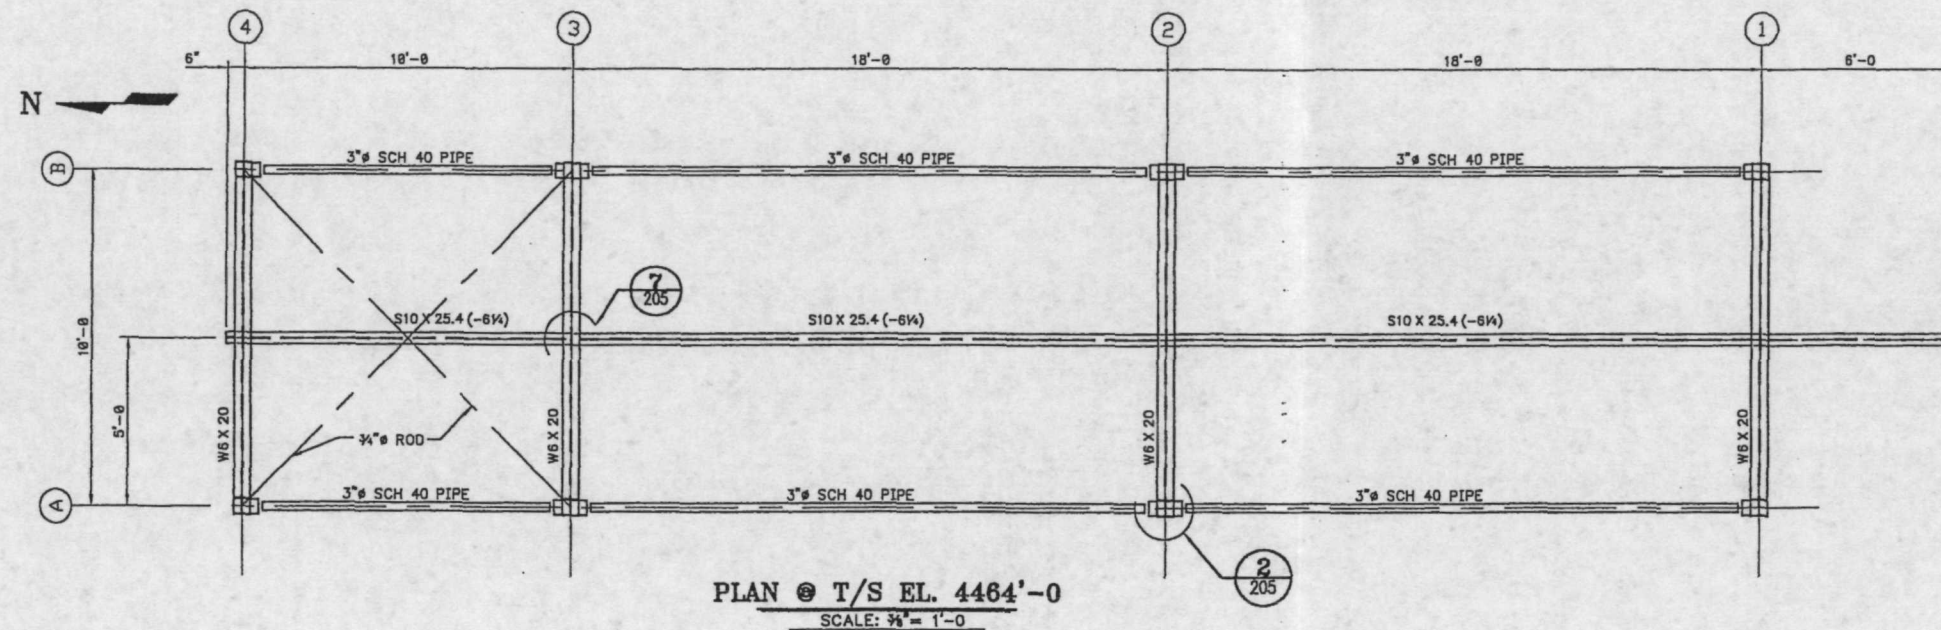 4 3 2 1
6" 10'-0 18'-0 18'-0 6'-0
N
3"ø SCH 40 PIPE 3"ø SCH 40 PIPE 3"ø SCH 40 PIPE
B
7
205
S10 X 25.4 (-6¼) S10 X 25.4 (-6¼) S10 X 25.4 (-6¼)
10'-0
5'-0
W6 X 20 W6 X 20 W6 X 20 W6 X 20
¾"ø ROD
3"ø SCH 40 PIPE 3"ø SCH 40 PIPE 3"ø SCH 40 PIPE
A
2
205
PLAN @ T/S EL. 4464'-0
SCALE: ⅜"= 1'-0